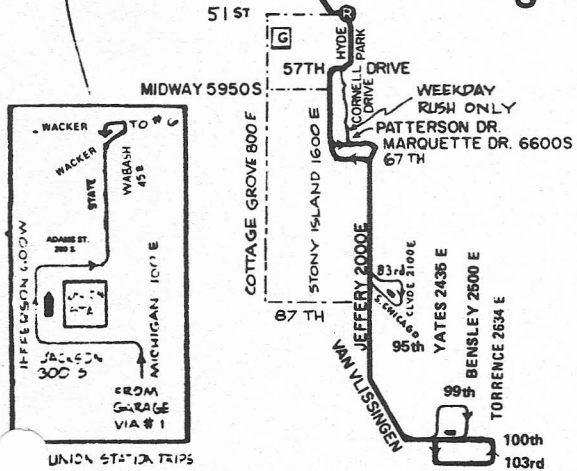 51 ST
R
G
HYDE PARK
57TH
DRIVE
CORNELL DRIVE
MIDWAY 5950S
WEEKDAY
RUSH ONLY
PATTERSON DR.
MARQUETTE DR. 6600S
67 TH
COTTAGE GROVE 800 E
STONY ISLAND 1600 E
JEFFERY 2000E
83rd
CLYDE 2100E
S. CHICAGO
87 TH
95th
YATES 2436 E
BENSLEY 2500 E
TORRENCE 2634 E
VAN VLISSINGEN
99th
100th
103rd
WACKER
TO # 6
WACKER
WABASH
45 E
STATE
ADAMS ST.
200 S
JEFFERSON 600W
UNION
STA
MICHIGAN 100 E
JACKSON
300 S
FROM
GARAGE
VIA # 1
UNION STATION TRIPS